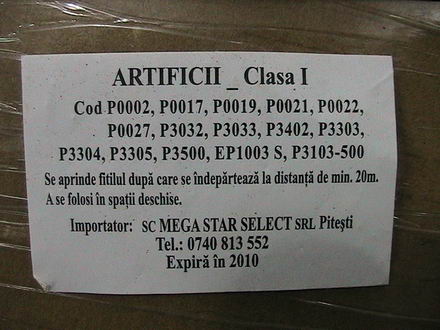 ARTIFICII _ Clasa I
Cod P0002, P0017, P0019, P0021, P0022,
P0027, P3032, P3033, P3402, P3303,
P3304, P3305, P3500, EP1003 S, P3103-500
Se aprinde fitilul după care se îndepărtează la distanță de min. 20m.
A se folosi în spații deschise.
Importator: SC MEGA STAR SELECT SRL Pitești
Tel.: 0740 813 552
Expiră în 2010